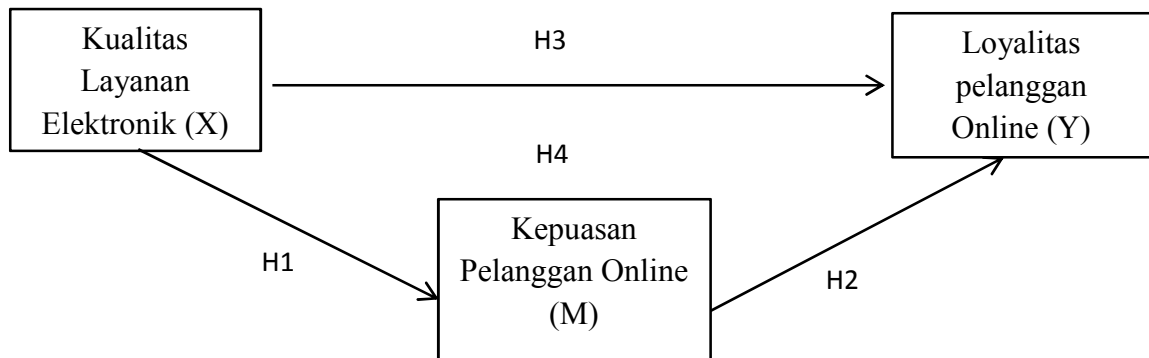 Kualitas
Layanan
Elektronik (X)
H3
Loyalitas
pelanggan
Online (Y)
H4
H1
Kepuasan
Pelanggan Online
(M)
H2